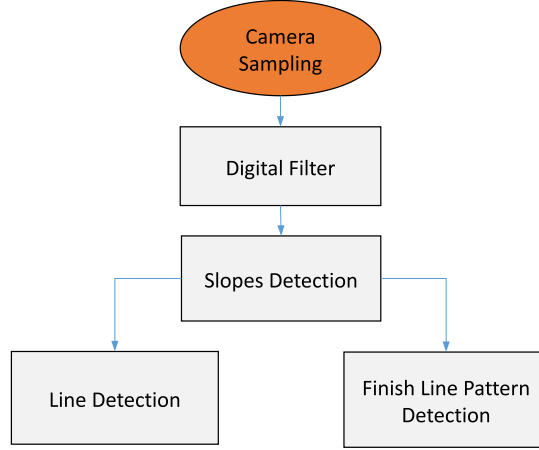 Camera
Sampling
Digital Filter
Slopes Detection
Line Detection
Finish Line Pattern
Detection